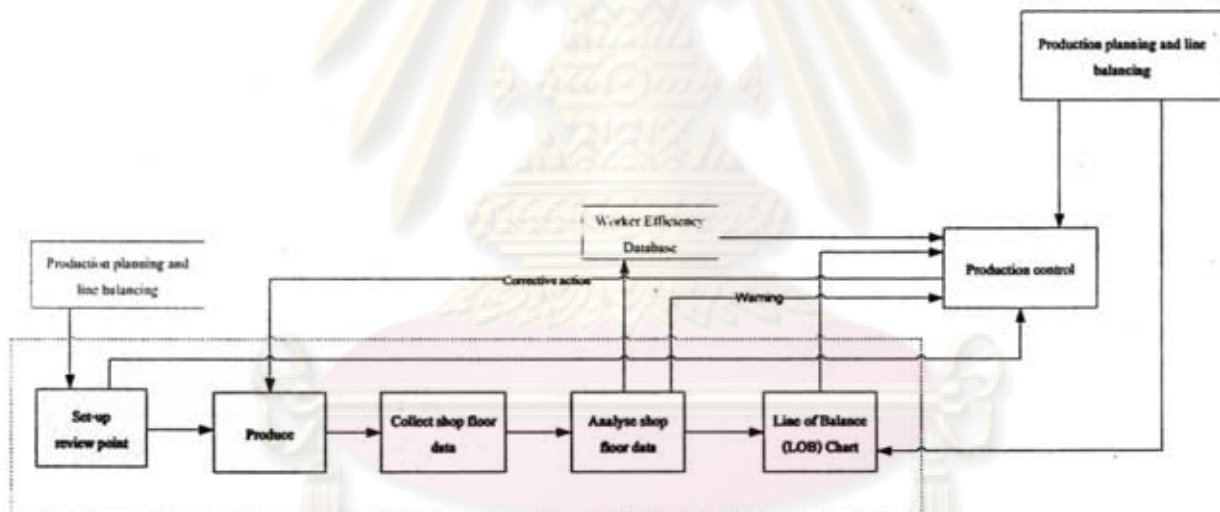 Production planning and line
balancing
Worker Efficiency
Database
Production planning and
line balancing
Production control
Corrective action
Warning
Set-up
review point
Produce
Collect shop floor
data
Analyse shop
floor data
Line of Balance
(LOB) Chart